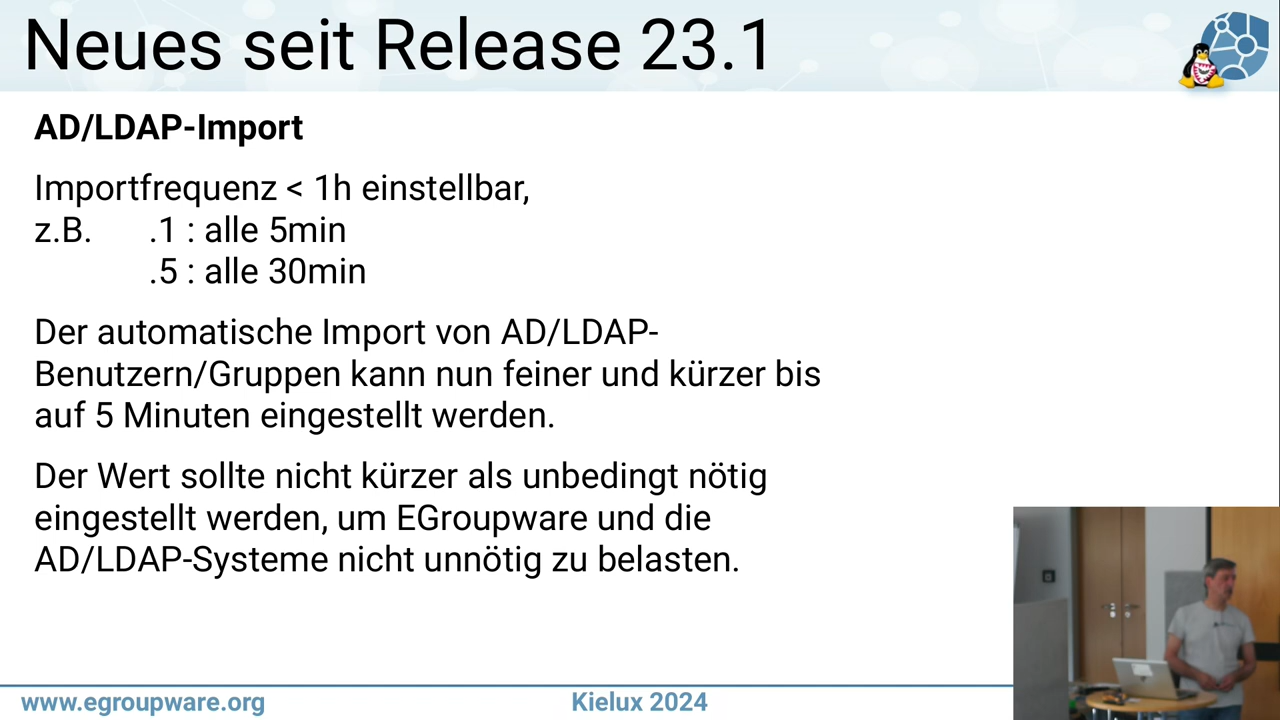 Neues seit Release 23.1
AD/LDAP-Import
Importfrequenz < 1h einstellbar,
z.B. .1 : alle 5min
.5 : alle 30min
Der automatische Import von AD/LDAP-
Benutzern/Gruppen kann nun feiner und kürzer bis
auf 5 Minuten eingestellt werden.
Der Wert sollte nicht kürzer als unbedingt nötig
eingestellt werden, um EGroupware und die
AD/LDAP-Systeme nicht unnötig zu belasten.
www.egroupware.org
Kielux 2024